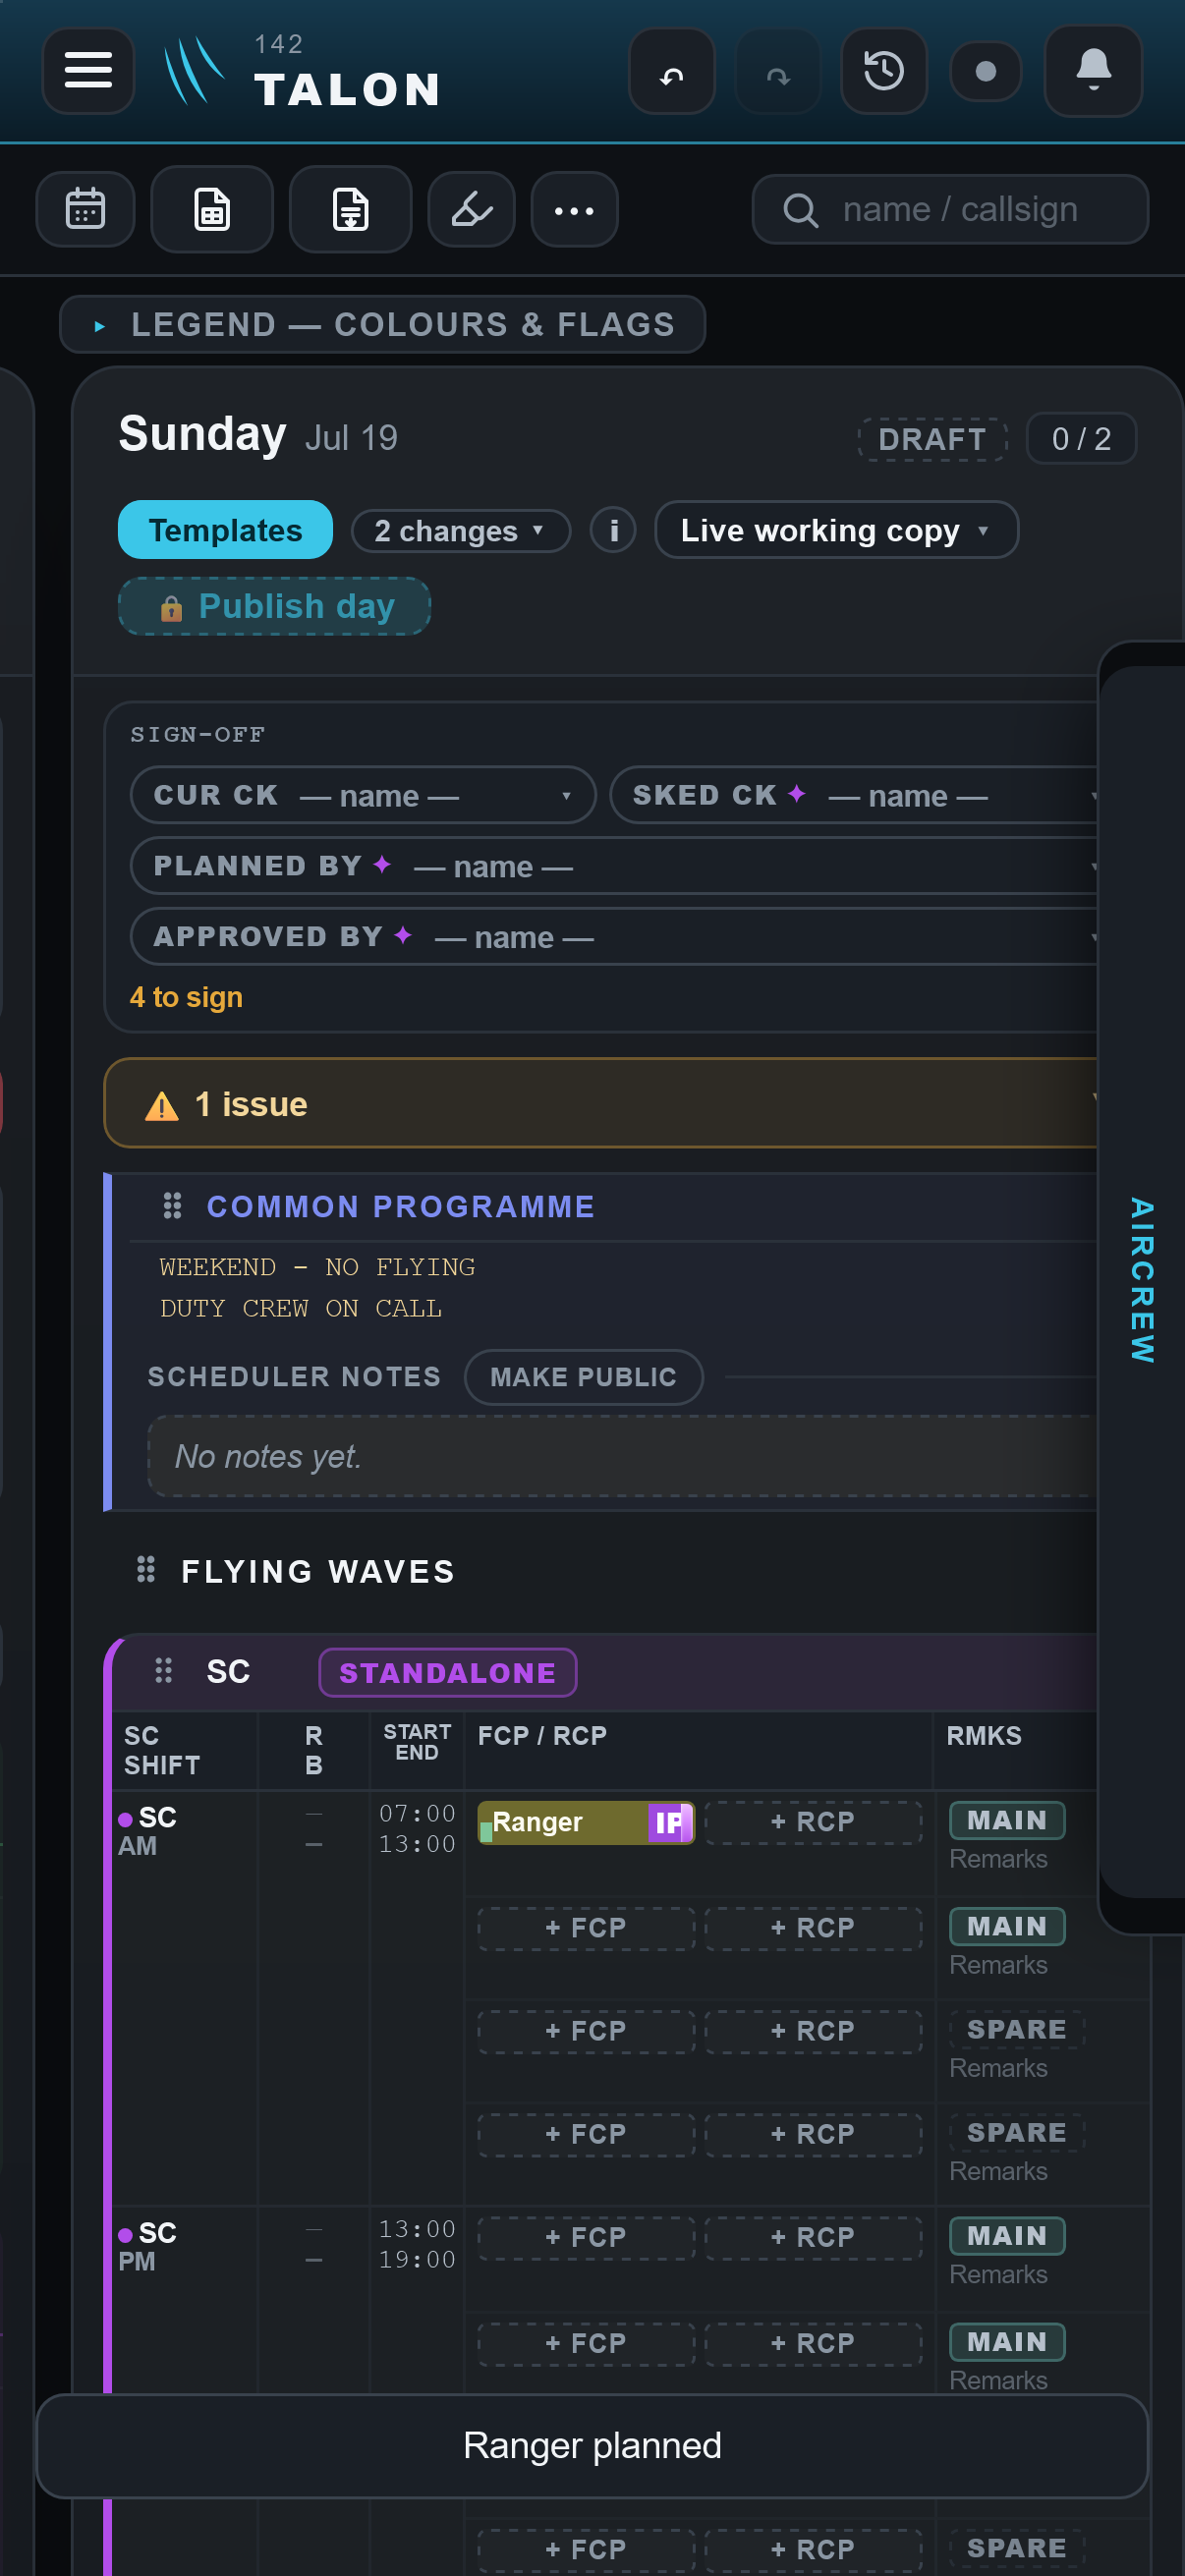 142
TALON
name / callsign
LEGEND — COLOURS & FLAGS
Sunday Jul 19
DRAFT
0 / 2
Templates
2 changes
i
Live working copy
Publish day
SIGN-OFF
CUR CK — name —
SKED CK — name —
PLANNED BY — name —
APPROVED BY — name —
4 to sign
1 issue
COMMON PROGRAMME
WEEKEND - NO FLYING
DUTY CREW ON CALL
SCHEDULER NOTES
MAKE PUBLIC
No notes yet.
AIRCREW
FLYING WAVES
SC
STANDALONE
SC SHIFT
R B
START END
FCP / RCP
RMKS
SC AM
—
—
07:00
13:00
Ranger
IP
+ RCP
MAIN
Remarks
+ FCP
+ RCP
MAIN
Remarks
+ FCP
+ RCP
SPARE
Remarks
+ FCP
+ RCP
SPARE
Remarks
SC PM
—
—
13:00
19:00
+ FCP
+ RCP
MAIN
Remarks
+ FCP
+ RCP
MAIN
Remarks
Ranger planned
+ FCP
+ RCP
SPARE